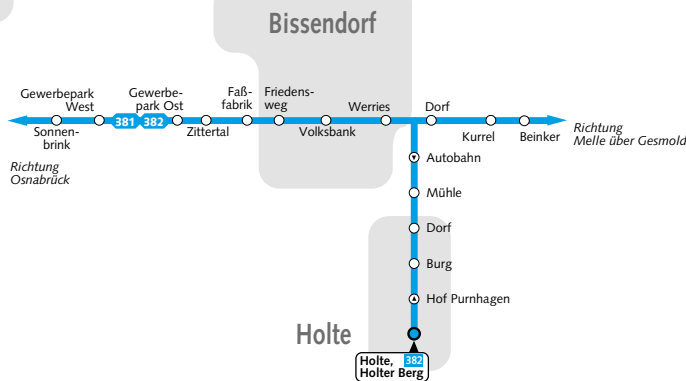 Bissendorf
Gewerbepark
West
Gewerbe-
park Ost
Faß-
fabrik
Friedens-
weg
Werries
Dorf
381 382
Sonnen-
brink
Zittertal
Volksbank
Kurrel
Beinker
Richtung
Melle über Gesmold
Richtung
Osnabrück
Autobahn
Mühle
Dorf
Burg
Hof Purnhagen
Holte
Holte, 382
Holter Berg